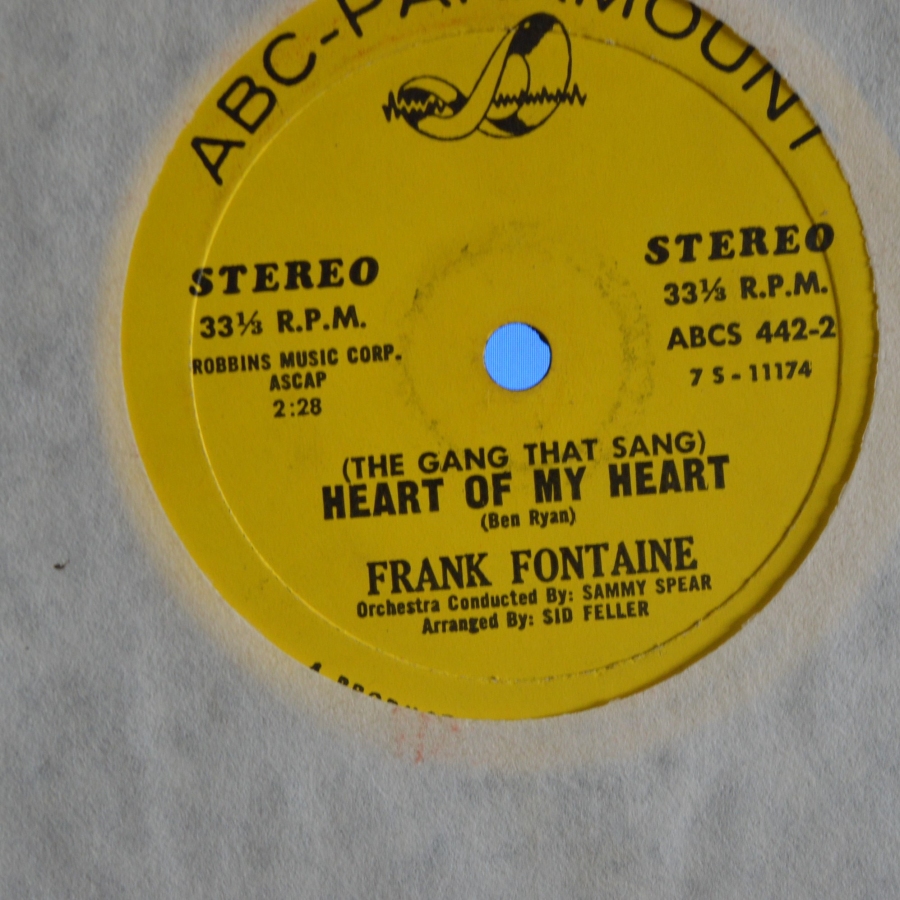 ABC-PARAMOUNT
STEREO
33⅓ R.P.M.
ROBBINS MUSIC CORP.
ASCAP
2:28
STEREO
33⅓ R.P.M.
ABCS 442-2
7 S-11174
(THE GANG THAT SANG)
HEART OF MY HEART
(Ben Ryan)
FRANK FONTAINE
Orchestra Conducted By: SAMMY SPEAR
Arranged By: SID FELLER
A